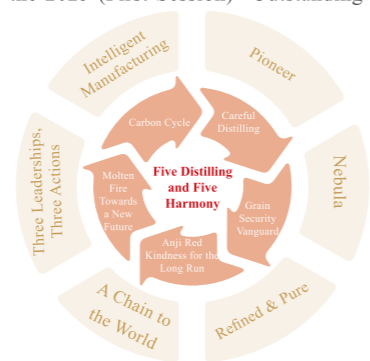 Intelligent
Manufacturing
Pioneer
Nebula
Refined & Pure
A Chain to
the World
Three Leaderships,
Three Actions
Carbon Cycle
Careful
Distilling
Grain
Security
Vanguard
Anji Red
Kindness for the
Long Run
Molten
Fire
Towards
a New
Future
Five Distilling
and Five
Harmony